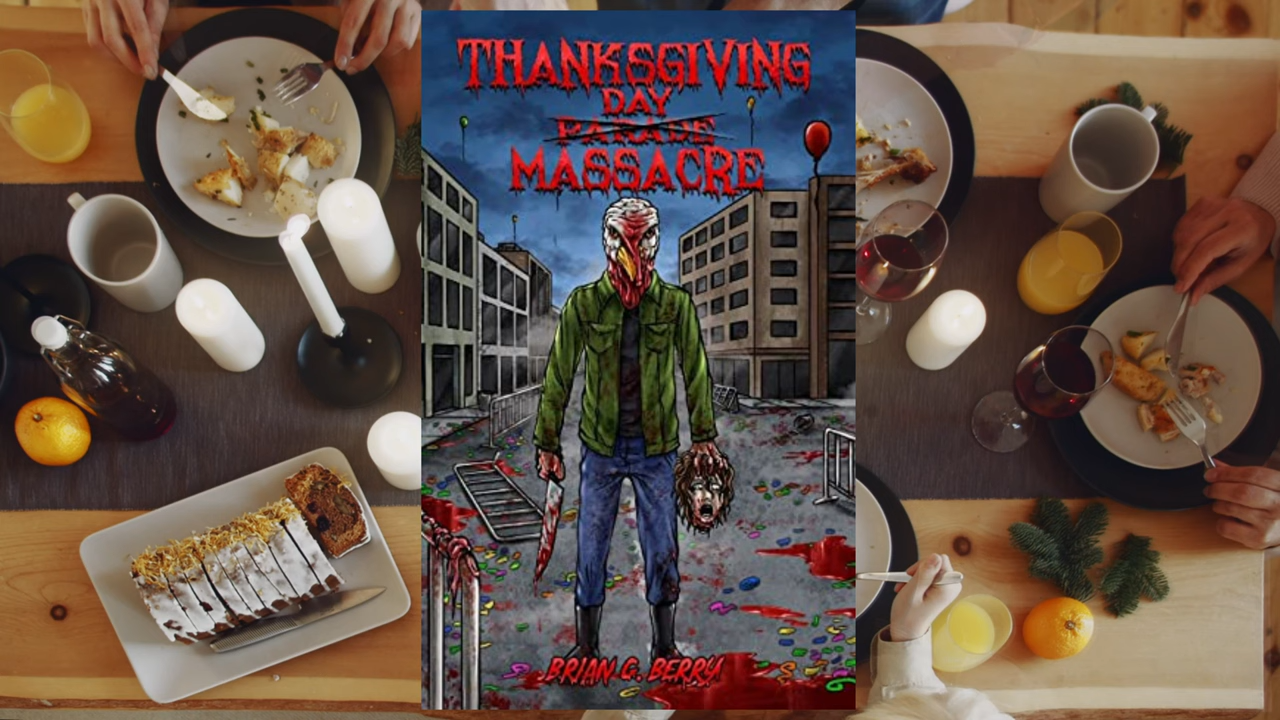 THANKSGIVING
DAY
PARADE
MASSACRE
BRIAN G. BERRY